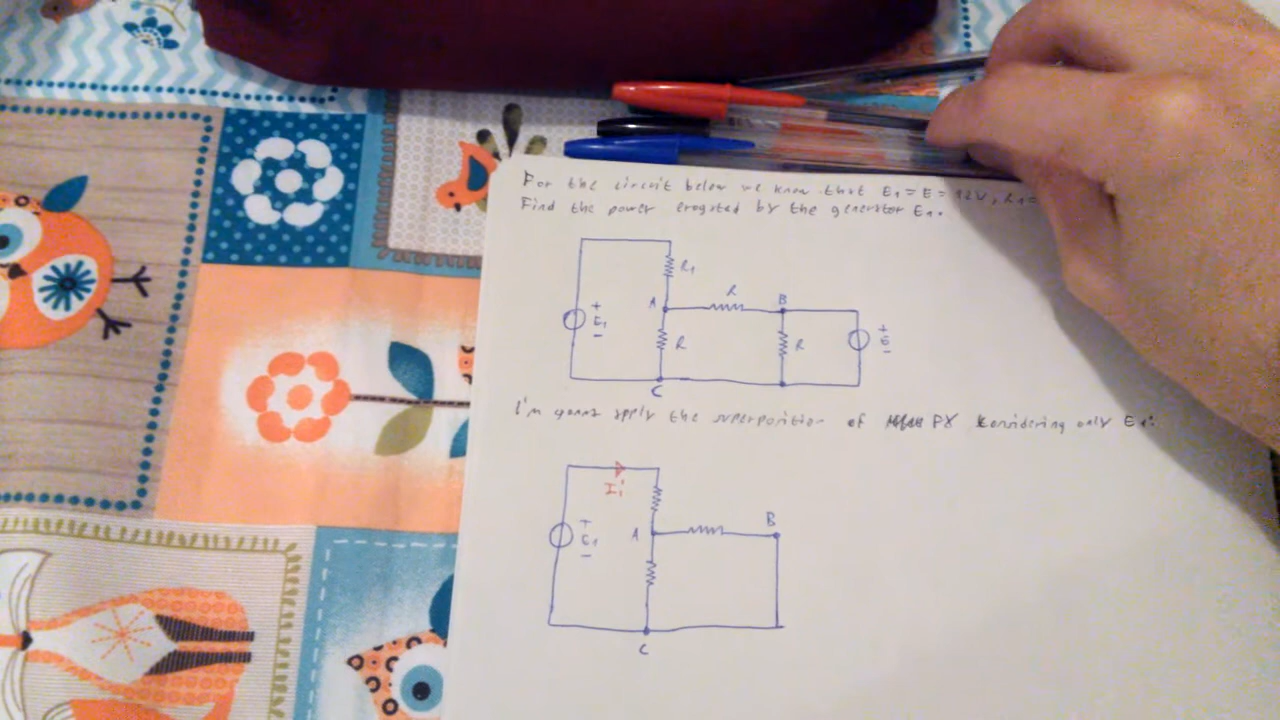 For the circuit below we know that E1 = E = 12V, R1 =
Find the power erogated by the generator E1.
R1
A
R
B
+
E1
-
R
R
+
E
-
C
I'm gonna apply the superposition of PX Considering only E1:
I1'
A
B
+
E1
-
C